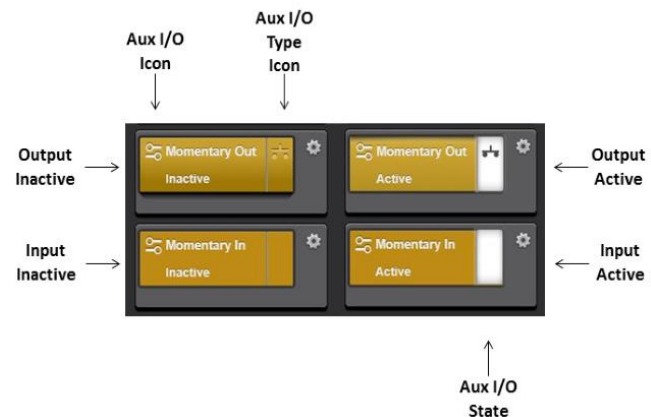 Aux I/O
Icon
Aux I/O
Type
Icon
Output
Inactive
Momentary Out
Inactive
Momentary Out
Active
Output
Active
Input
Inactive
Momentary In
Inactive
Momentary In
Active
Input
Active
Aux I/O
State